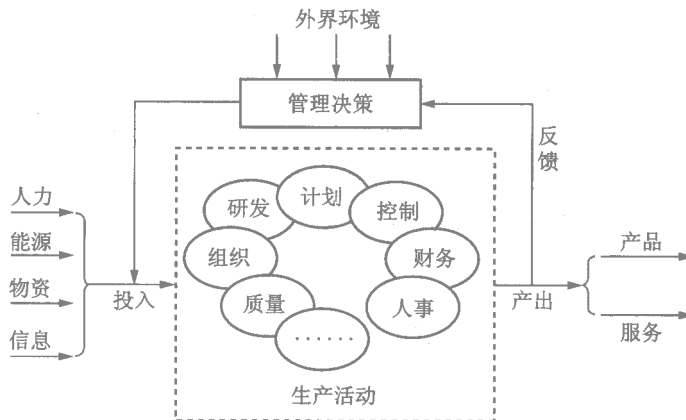 外界环境
管理决策
反馈
人力
能源
物资
信息
投入
研发
计划
控制
组织
财务
质量
人事
······
生产活动
产出
产品
服务